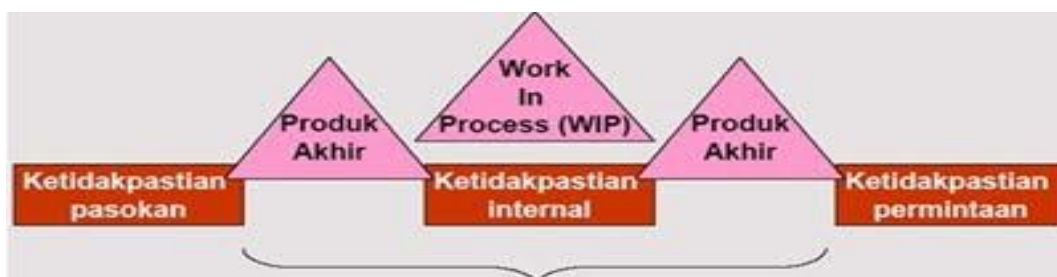 Work
In
Process (WIP)
Produk
Akhir
Produk
Akhir
Ketidakpastian
pasokan
Ketidakpastian
internal
Ketidakpastian
permintaan